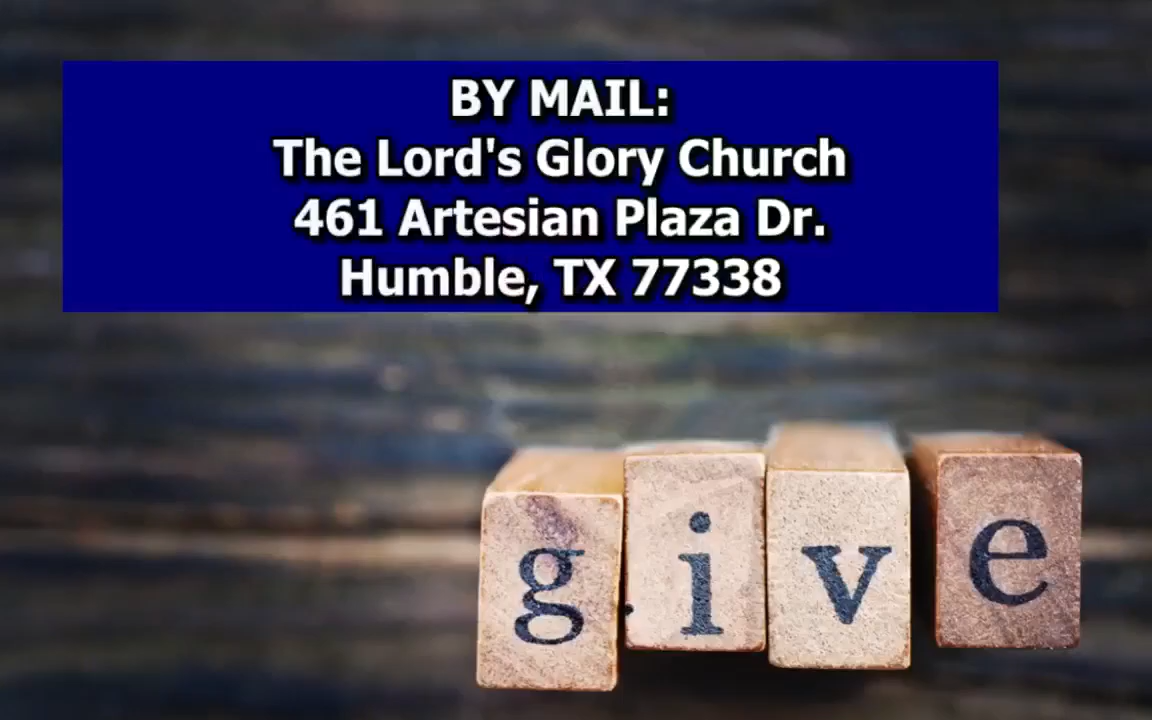 BY MAIL:
The Lord's Glory Church
461 Artesian Plaza Dr.
Humble, TX 77338
give